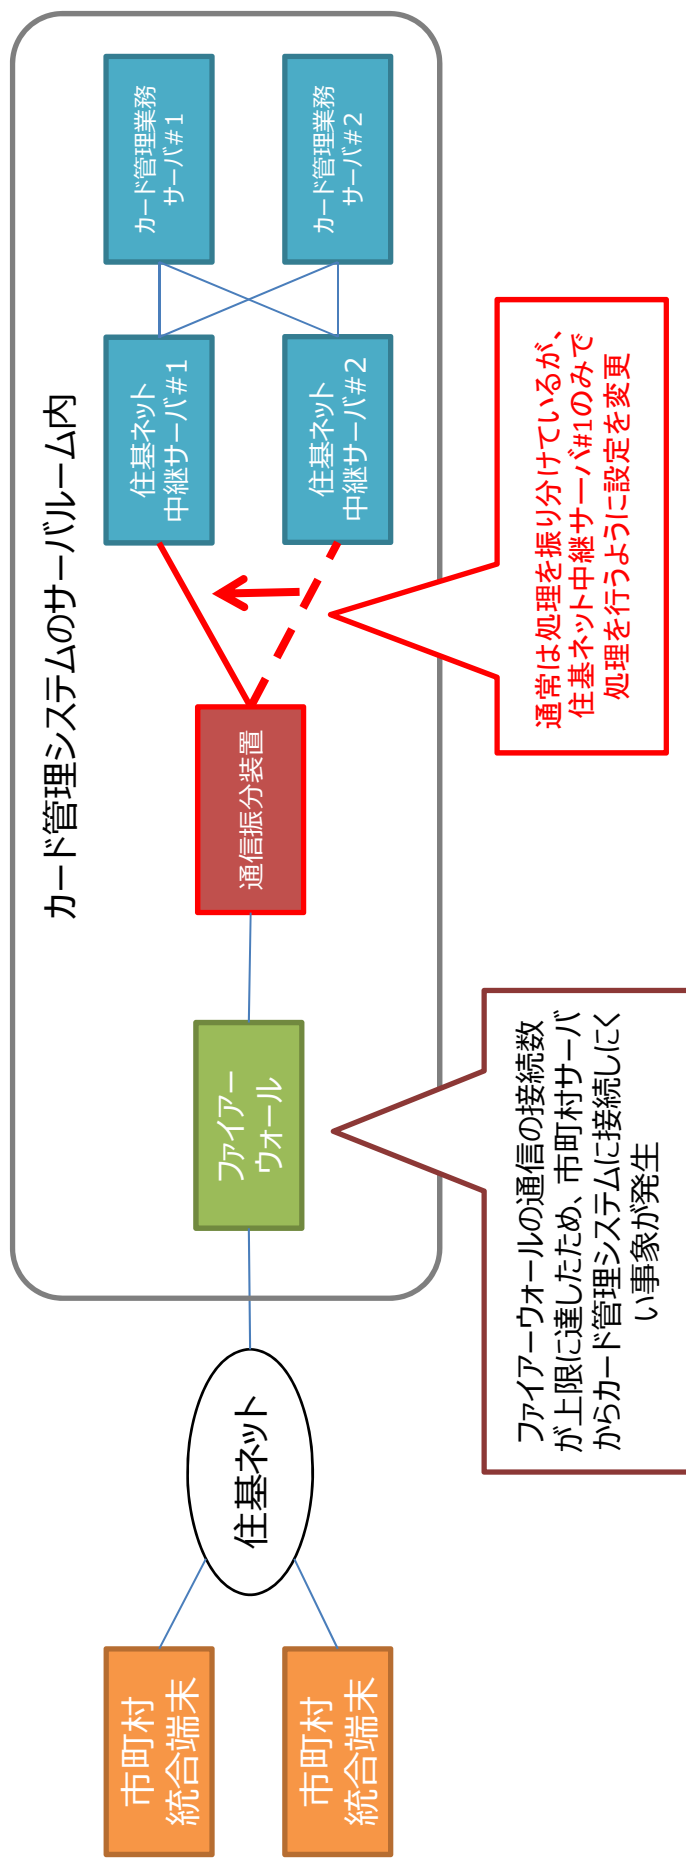 カード管理システムのサーバルーム内
市町村
統合端末
市町村
統合端末
住基ネット
ファイアー
ウォール
通信振分装置
住基ネット
中継サーバ#1
住基ネット
中継サーバ#2
カード管理業務
サーバ#1
カード管理業務
サーバ#2
ファイアーウォールの通信の接続数
が上限に達したため、市町村サーバ
からカード管理システムに接続しにく
い事象が発生
通常は処理を振り分けているが、
住基ネット中継サーバ#1のみで
処理を行うように設定を変更